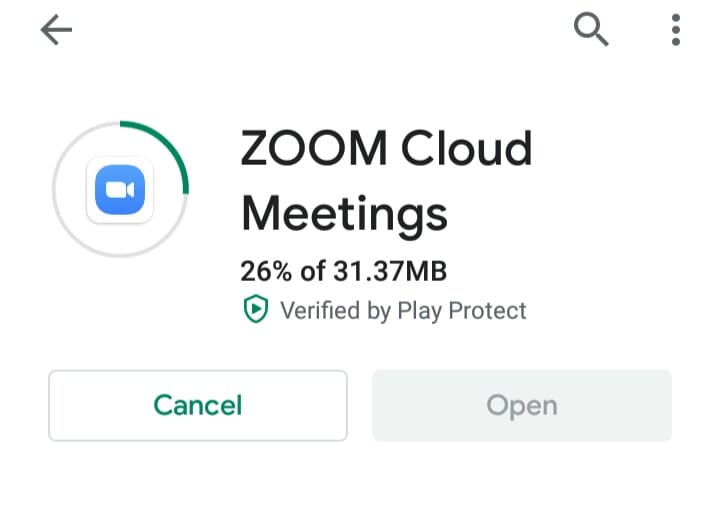 ZOOM Cloud
Meetings
26% of 31.37MB
Verified by Play Protect
Cancel
Open